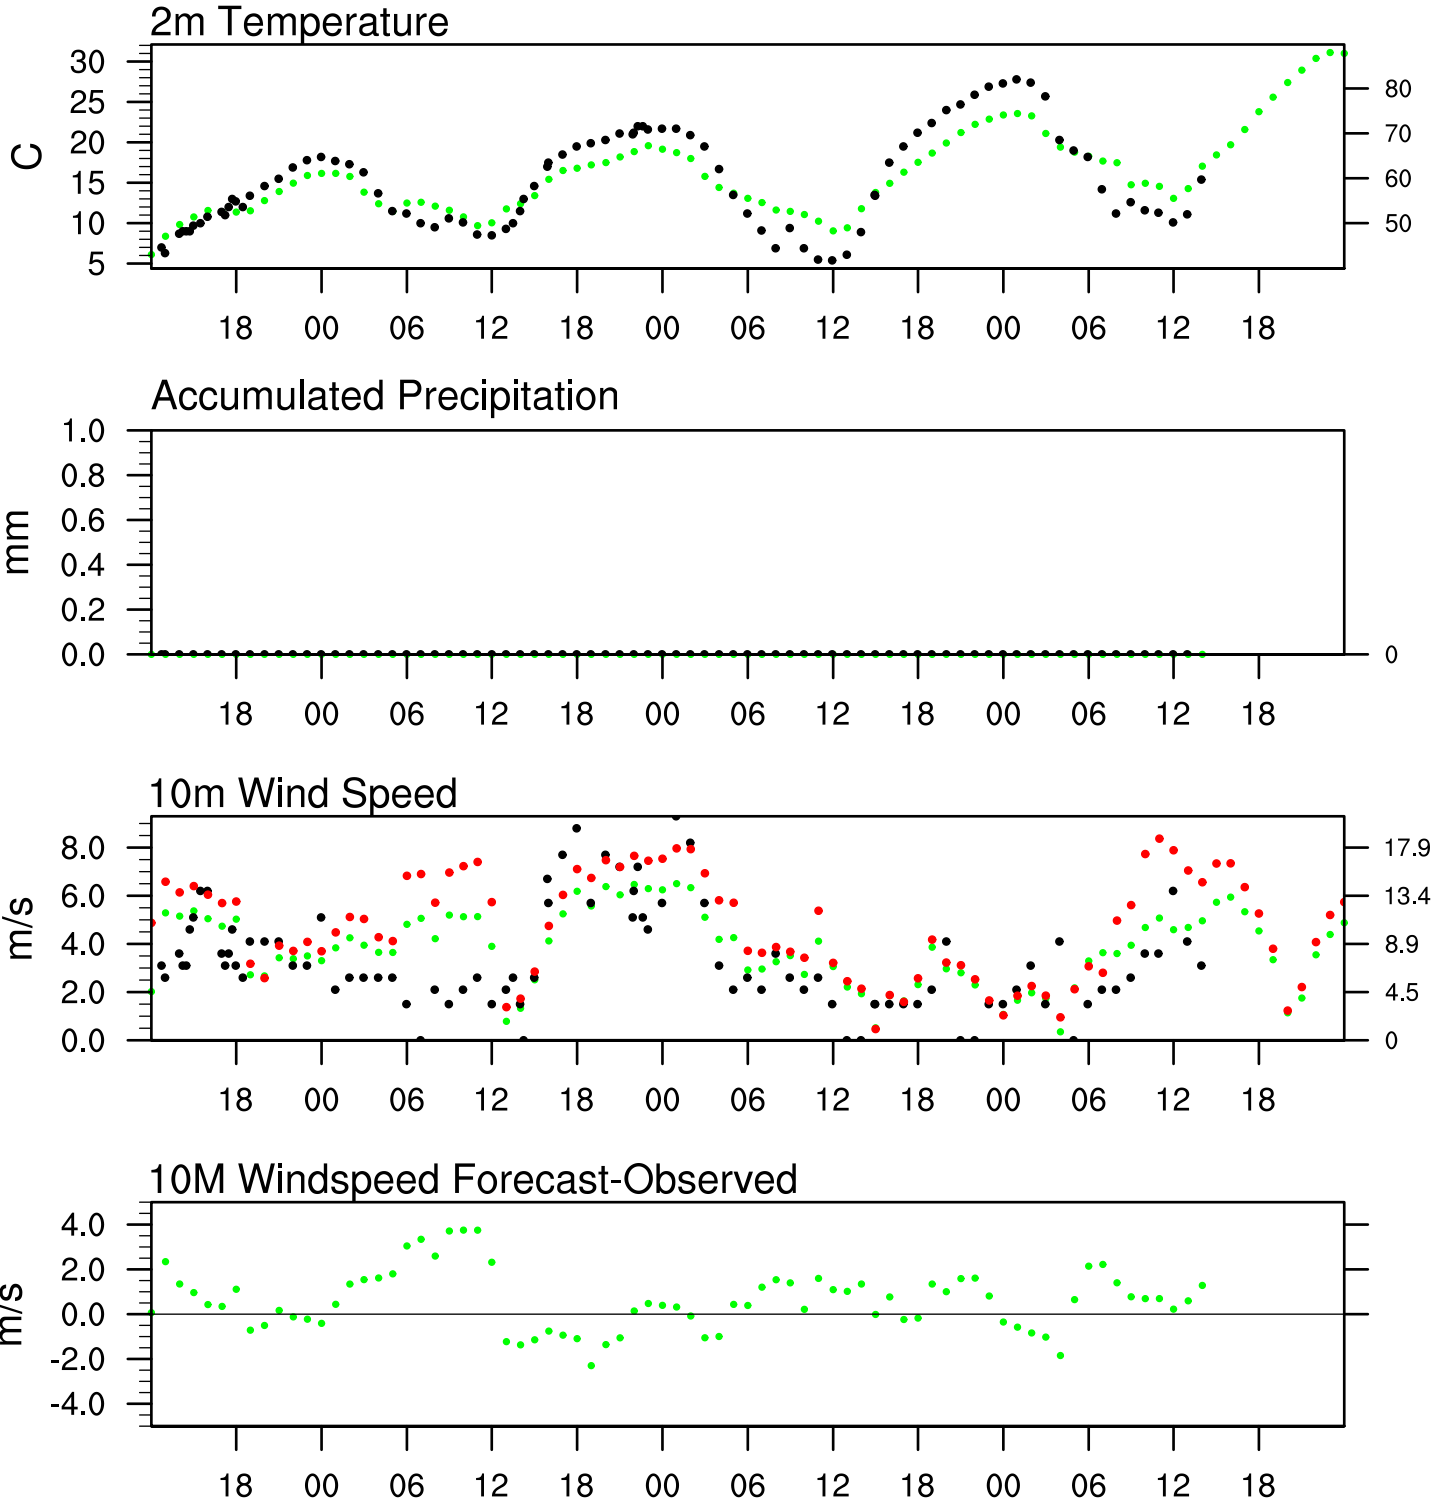 2m Temperature
30
25
20
15
10
5
C
80
70
60
50
18 00 06 12 18 00 06 12 18 00 06 12 18
Accumulated Precipitation
1.0
0.8
0.6
0.4
0.2
0.0
mm
0
18 00 06 12 18 00 06 12 18 00 06 12 18
10m Wind Speed
8.0
6.0
4.0
2.0
0.0
m/s
17.9
13.4
8.9
4.5
0
18 00 06 12 18 00 06 12 18 00 06 12 18
10M Windspeed Forecast-Observed
4.0
2.0
0.0
-2.0
-4.0
m/s
18 00 06 12 18 00 06 12 18 00 06 12 18